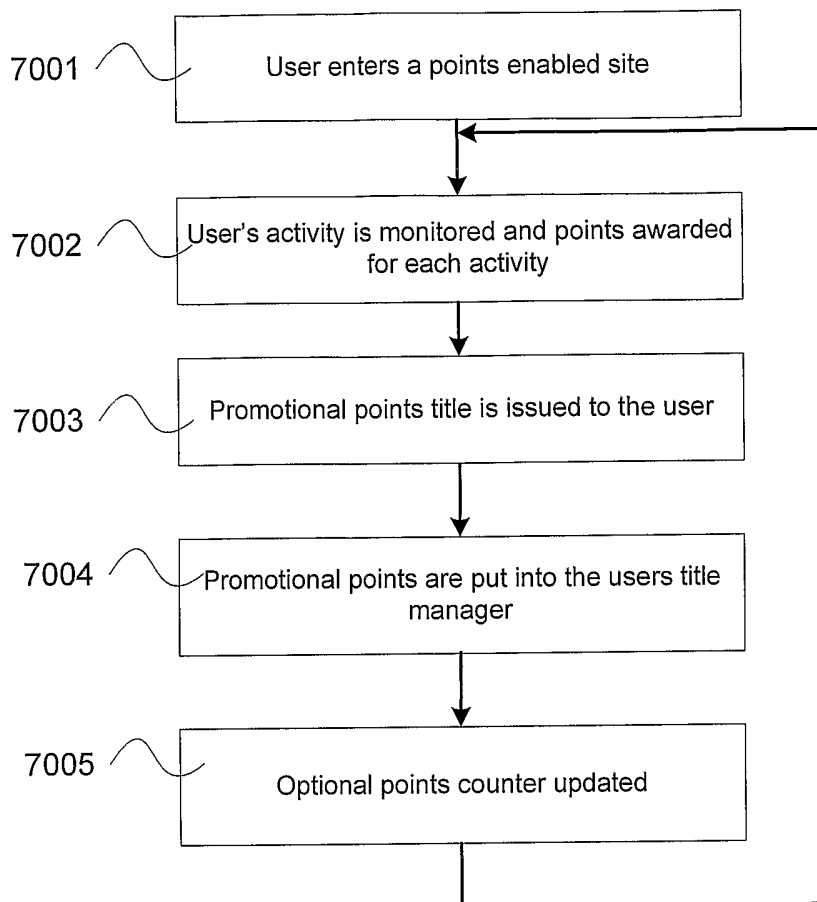 7001
User enters a points enabled site
7002
User's activity is monitored and points awarded
for each activity
7003
Promotional points title is issued to the user
7004
Promotional points are put into the users title
manager
7005
Optional points counter updated